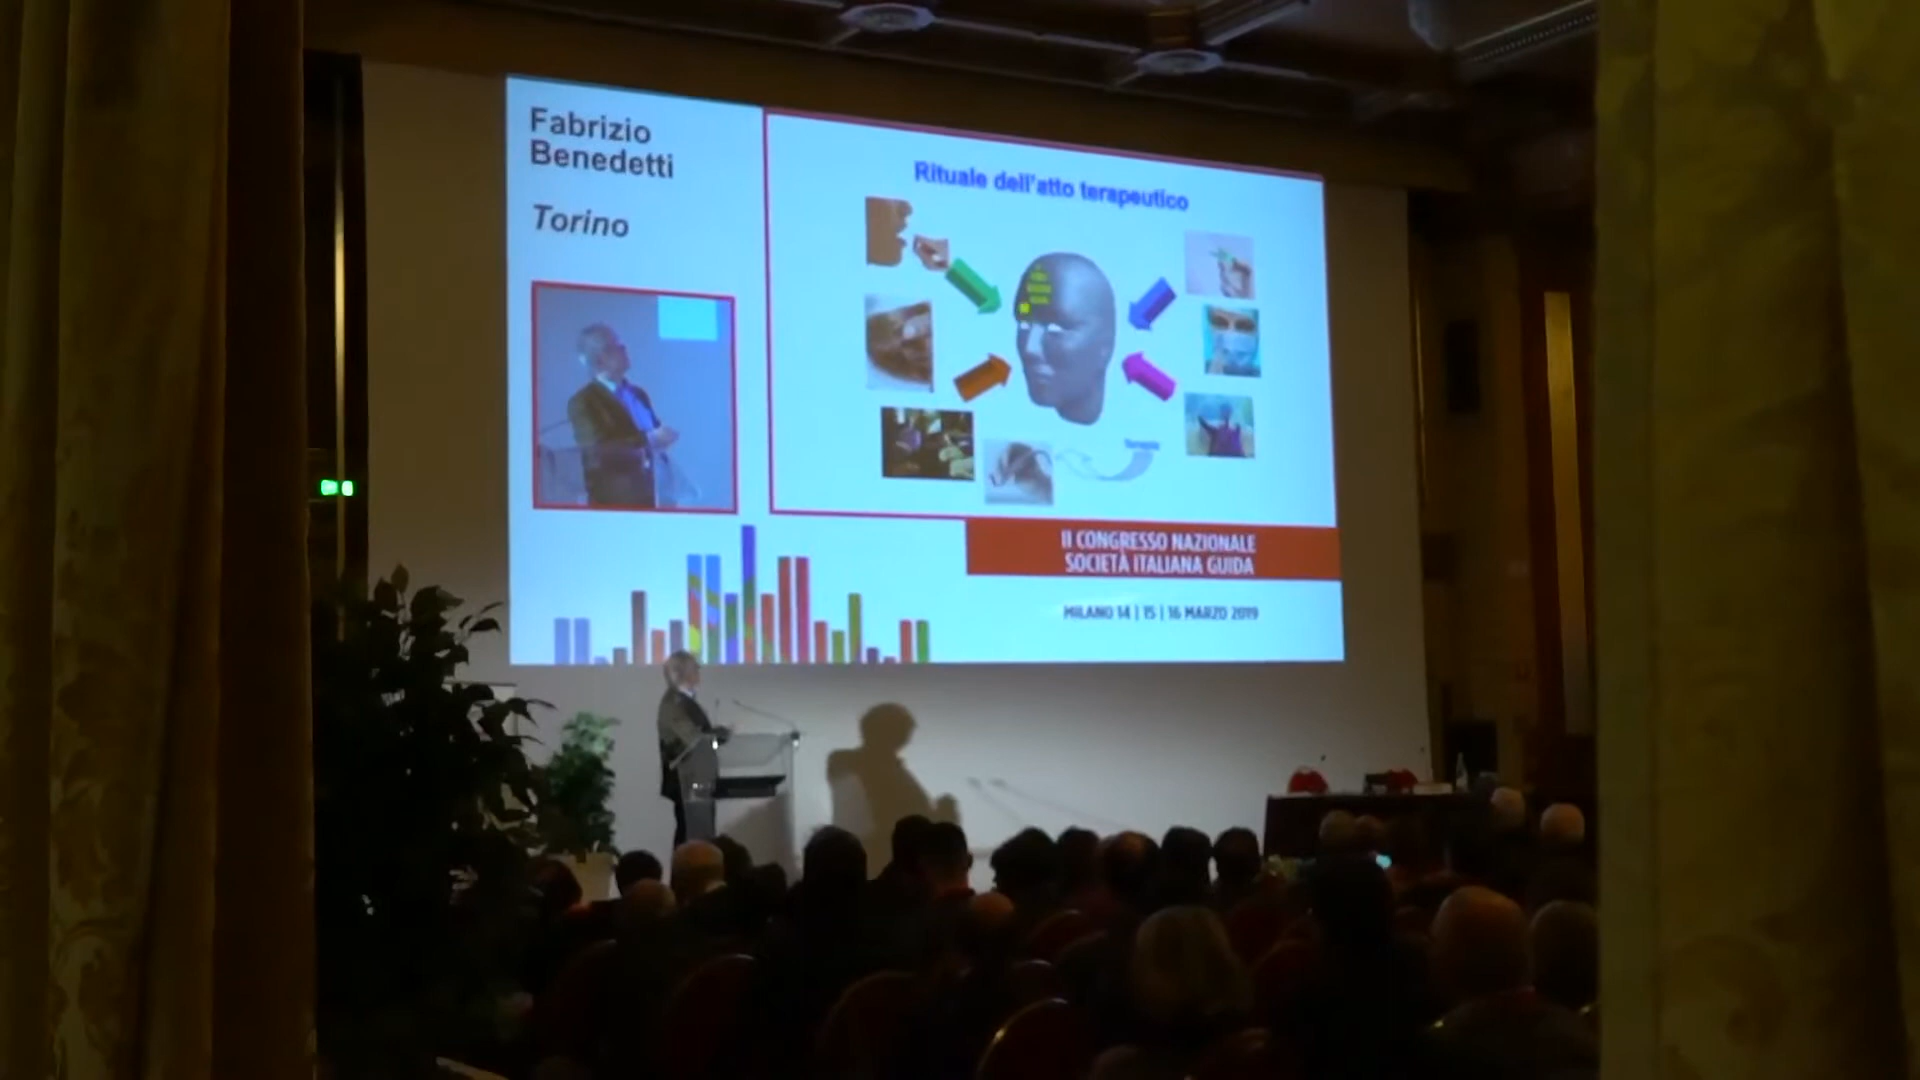 Fabrizio
Benedetti
Torino
Rituale dell'atto terapeutico
II CONGRESSO NAZIONALE
SOCIETÀ ITALIANA GUIDA
MILANO 14 | 15 | 16 MARZO 2019